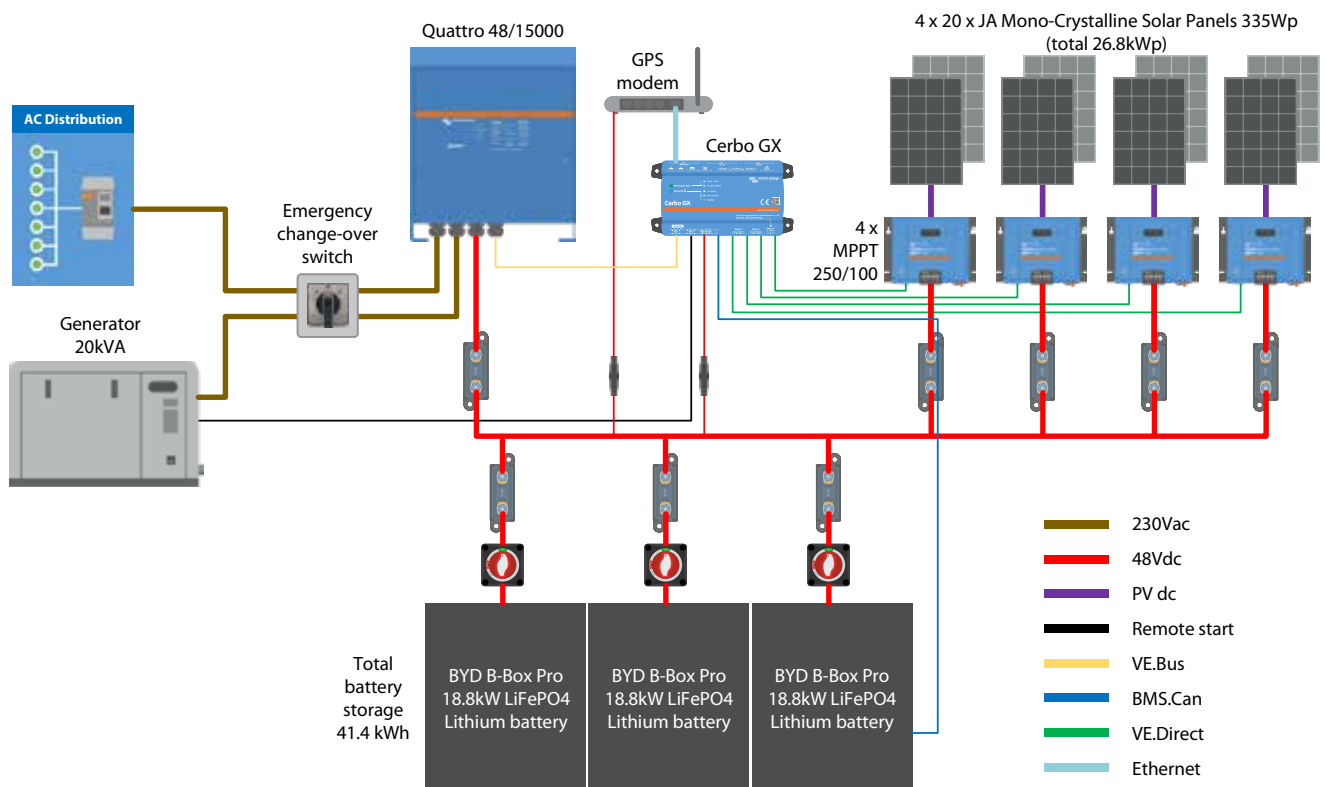 Quattro 48/15000
4 x 20 x JA Mono-Crystalline Solar Panels 335Wp
(total 26.8kWp)
GPS
modem
AC Distribution
Cerbo GX
Cerbo GX
Emergency
change-over
switch
4 x
MPPT
250/100
Generator
20kVA
230Vac
48Vdc
PV dc
Remote start
VE.Bus
BMS.Can
VE.Direct
Ethernet
Total
battery
storage
41.4 kWh
BYD B-Box Pro
18.8kW LiFePO4
Lithium battery
BYD B-Box Pro
18.8kW LiFePO4
Lithium battery
BYD B-Box Pro
18.8kW LiFePO4
Lithium battery